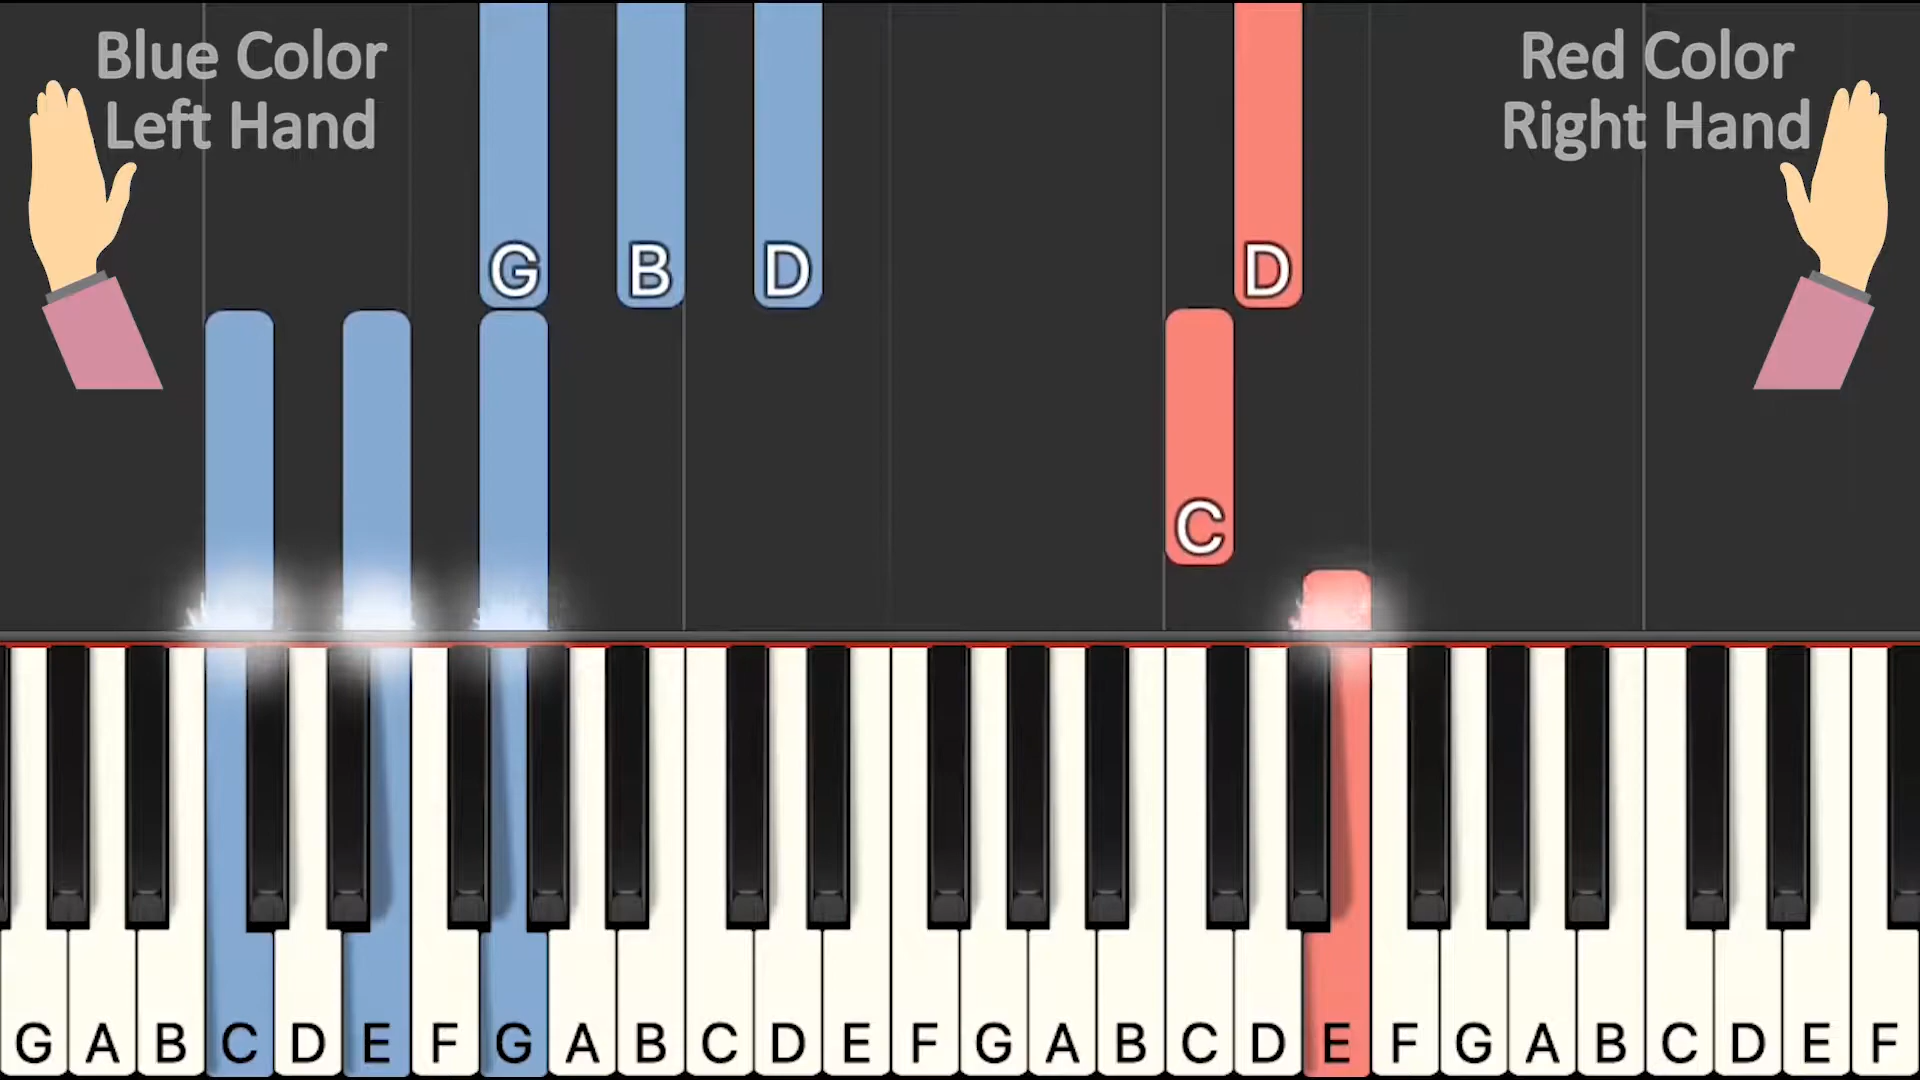 Blue Color
Left Hand
Red Color
Right Hand
G B D D
C
G A B C D E F G A B C D E F G A B C D E F G A B C D E F